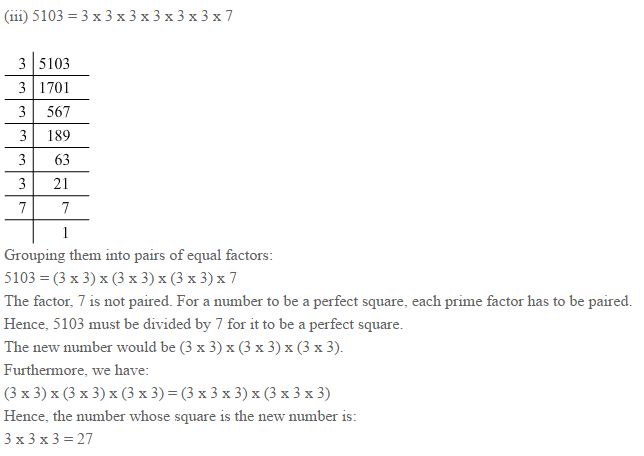 (iii) 5103 = 3 x 3 x 3 x 3 x 3 x 3 x 7
3 5103
3 1701
3 567
3 189
3 63
3 21
7 7
1
Grouping them into pairs of equal factors:
5103 = (3 x 3) x (3 x 3) x (3 x 3) x 7
The factor, 7 is not paired. For a number to be a perfect square, each prime factor has to be paired.
Hence, 5103 must be divided by 7 for it to be a perfect square.
The new number would be (3 x 3) x (3 x 3) x (3 x 3).
Furthermore, we have:
(3 x 3) x (3 x 3) x (3 x 3) = (3 x 3 x 3) x (3 x 3 x 3)
Hence, the number whose square is the new number is:
3 x 3 x 3 = 27